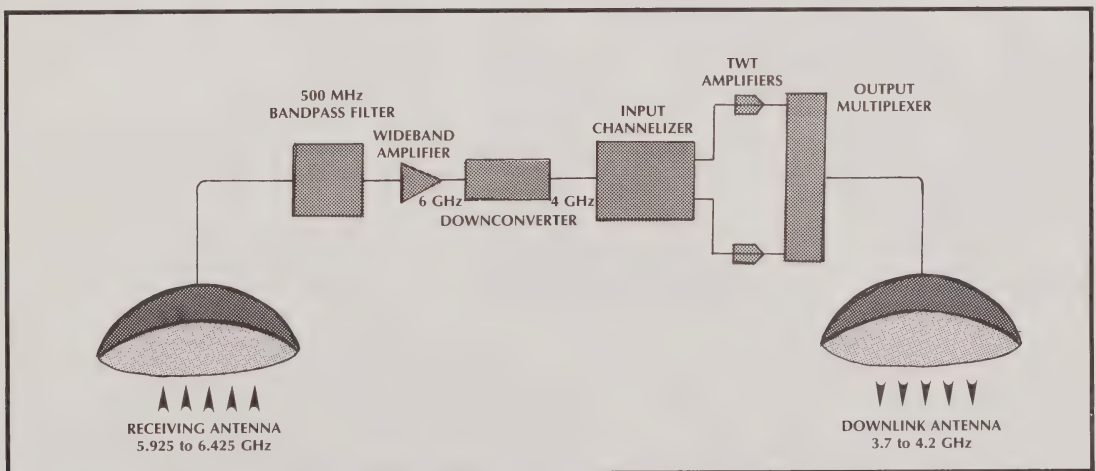 500 MHz
BANDPASS FILTER
WIDEBAND
AMPLIFIER
6 GHz
DOWNCONVERTER
4 GHz
INPUT
CHANNELIZER
TWT
AMPLIFIERS
OUTPUT
MULTIPLEXER
RECEIVING ANTENNA
5.925 to 6.425 GHz
DOWNLINK ANTENNA
3.7 to 4.2 GHz